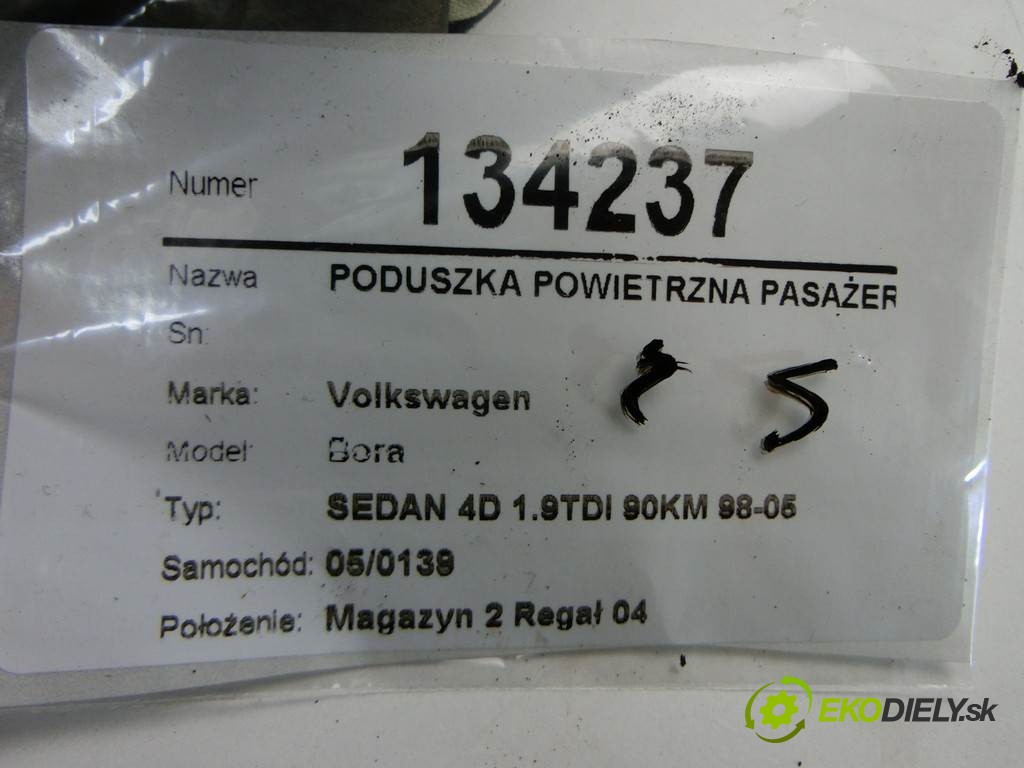 Numer 134237
Nazwa PODUSZKA POWIETRZNA PASAŻER
Sn:
Marka: Volkswagen
Model: Bora
Typ: SEDAN 4D 1.9TDI 90KM 98-05
Samochód: 05/0139
Położenie: Magazyn 2 Regał 04
EKODIELY.sk